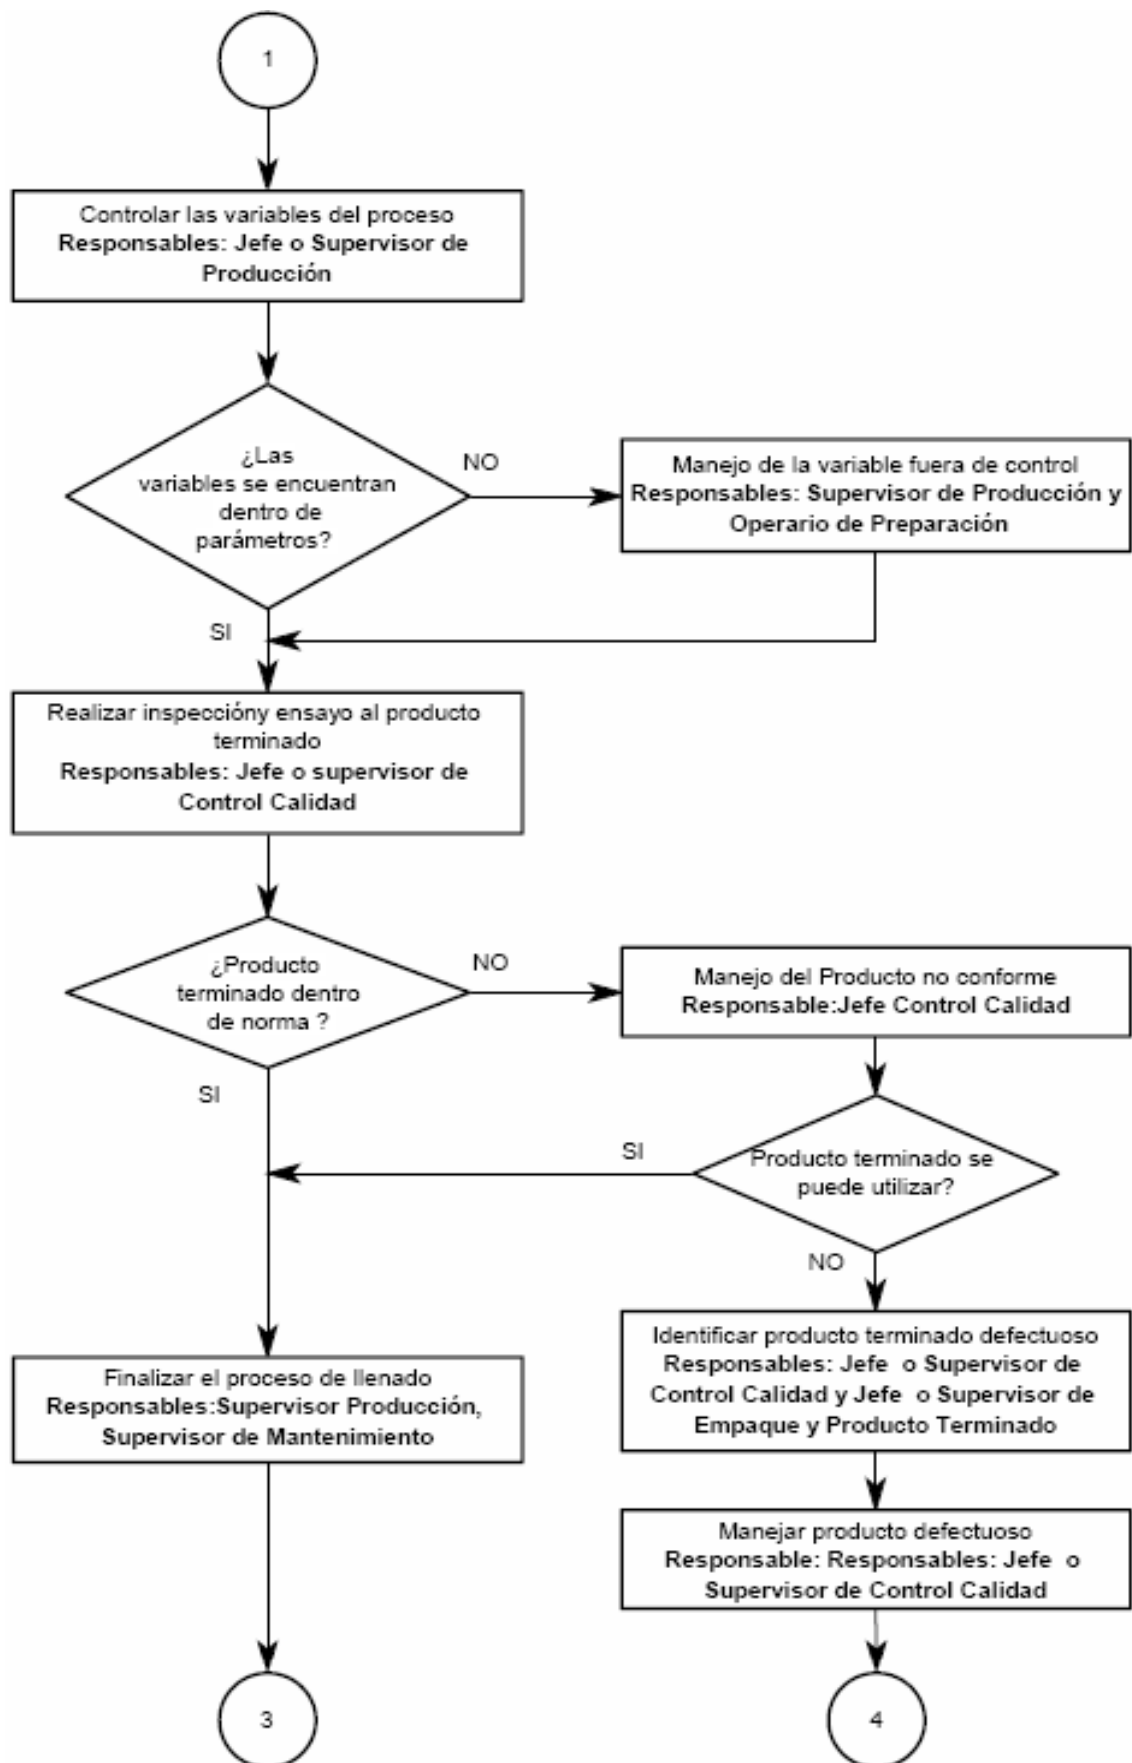 1
Controlar las variables del proceso
Responsables: Jefe o Supervisor de
Producción
¿Las
variables se encuentran
dentro de
parámetros?
NO
Manejo de la variable fuera de control
Responsables: Supervisor de Producción y
Operario de Preparación
SI
Realizar inspeccióny ensayo al producto
terminado
Responsables: Jefe o supervisor de
Control Calidad
¿Producto
terminado dentro
de norma ?
NO
Manejo del Producto no conforme
Responsable:Jefe Control Calidad
SI
SI
Producto terminado se
puede utilizar?
NO
Identificar producto terminado defectuoso
Responsables: Jefe  o Supervisor de
Control Calidad y Jefe  o Supervisor de
Empaque y Producto Terminado
Finalizar el proceso de llenado
Responsables:Supervisor Producción,
Supervisor de Mantenimiento
Manejar producto defectuoso
Responsable: Responsables: Jefe  o
Supervisor de Control Calidad
3
4